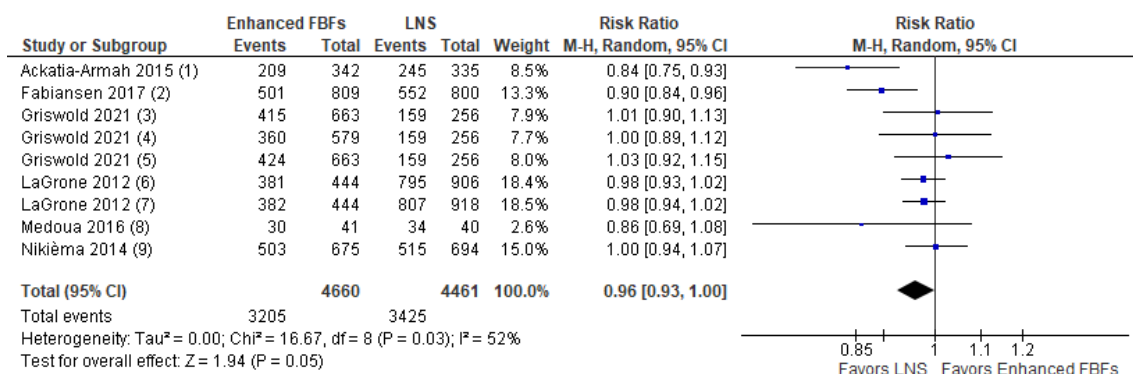 Enhanced FBFs LNS Risk Ratio Risk Ratio
Study or Subgroup Events Total Events Total Weight M-H, Random, 95% CI M-H, Random, 95% CI
Ackatia-Armah 2015 (1) 209 342 245 335 8.5% 0.84 [0.75, 0.93]
Fabiansen 2017 (2) 501 809 552 800 13.3% 0.90 [0.84, 0.96]
Griswold 2021 (3) 415 663 159 256 7.9% 1.01 [0.90, 1.13]
Griswold 2021 (4) 360 579 159 256 7.7% 1.00 [0.89, 1.12]
Griswold 2021 (5) 424 663 159 256 8.0% 1.03 [0.92, 1.15]
LaGrone 2012 (6) 381 444 795 906 18.4% 0.98 [0.93, 1.02]
LaGrone 2012 (7) 382 444 807 918 18.5% 0.98 [0.94, 1.02]
Medoua 2016 (8) 30 41 34 40 2.6% 0.86 [0.69, 1.08]
Nikièma 2014 (9) 503 675 515 694 15.0% 1.00 [0.94, 1.07]
Total (95% CI) 4660 4461 100.0% 0.96 [0.93, 1.00]
Total events 3205 3425
Heterogeneity: Tau² = 0.00; Chi² = 16.67, df = 8 (P = 0.03); I² = 52%
Test for overall effect: Z = 1.94 (P = 0.05)
0.85 1 1.1 1.2
Favors LNS Favors Enhanced FBFs